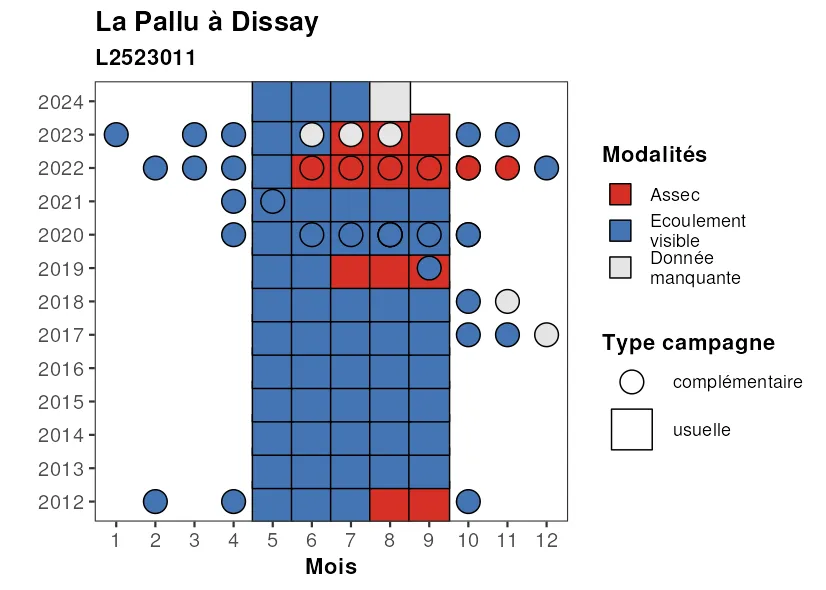 La Pallu à Dissay
L2523011
2024
2023
2022
2021
2020
2019
2018
2017
2016
2015
2014
2013
2012
1 2 3 4 5 6 7 8 9 10 11 12
Mois
Modalités
Assec
Ecoulement
visible
Donnée
manquante
Type campagne
complémentaire
usuelle